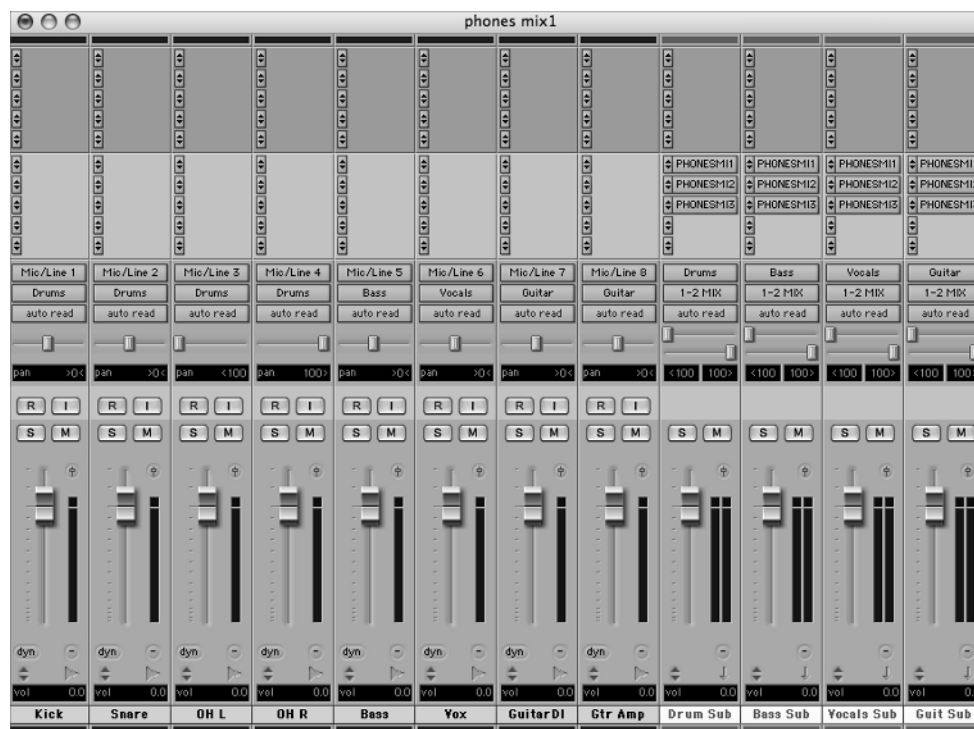 phones mix1
PHONESMI1 PHONESMI1 PHONESMI1 PHONESMI
PHONESMI2 PHONESMI2 PHONESMI2 PHONESMI
PHONESMI3 PHONESMI3 PHONESMI3 PHONESMI
Mic/Line 1 Mic/Line 2 Mic/Line 3 Mic/Line 4 Mic/Line 5 Mic/Line 6 Mic/Line 7 Mic/Line 8 Drums Bass Vocals Guitar
Drums Drums Drums Drums Bass Vocals Guitar Guitar 1-2 MIX 1-2 MIX 1-2 MIX 1-2 MIX
auto read auto read auto read auto read auto read auto read auto read auto read auto read auto read auto read auto read
pan >0< pan >0< pan <100 pan 100> pan >0< pan >0< pan >0< pan >0< <100 100> <100 100> <100 100> <100 100>
R I R I R I R I R I R I R I R I
S M S M S M S M S M S M S M S M S M S M S M S M
dyn dyn dyn dyn dyn dyn dyn dyn
vol 0.0 vol 0.0 vol 0.0 vol 0.0 vol 0.0 vol 0.0 vol 0.0 vol 0.0 vol 0.0 vol 0.0 vol 0.0 vol 0.
Kick Snare OH L OH R Bass Vox GuitarDI Gtr Amp Drum Sub Bass Sub Vocals Sub Guit Sub